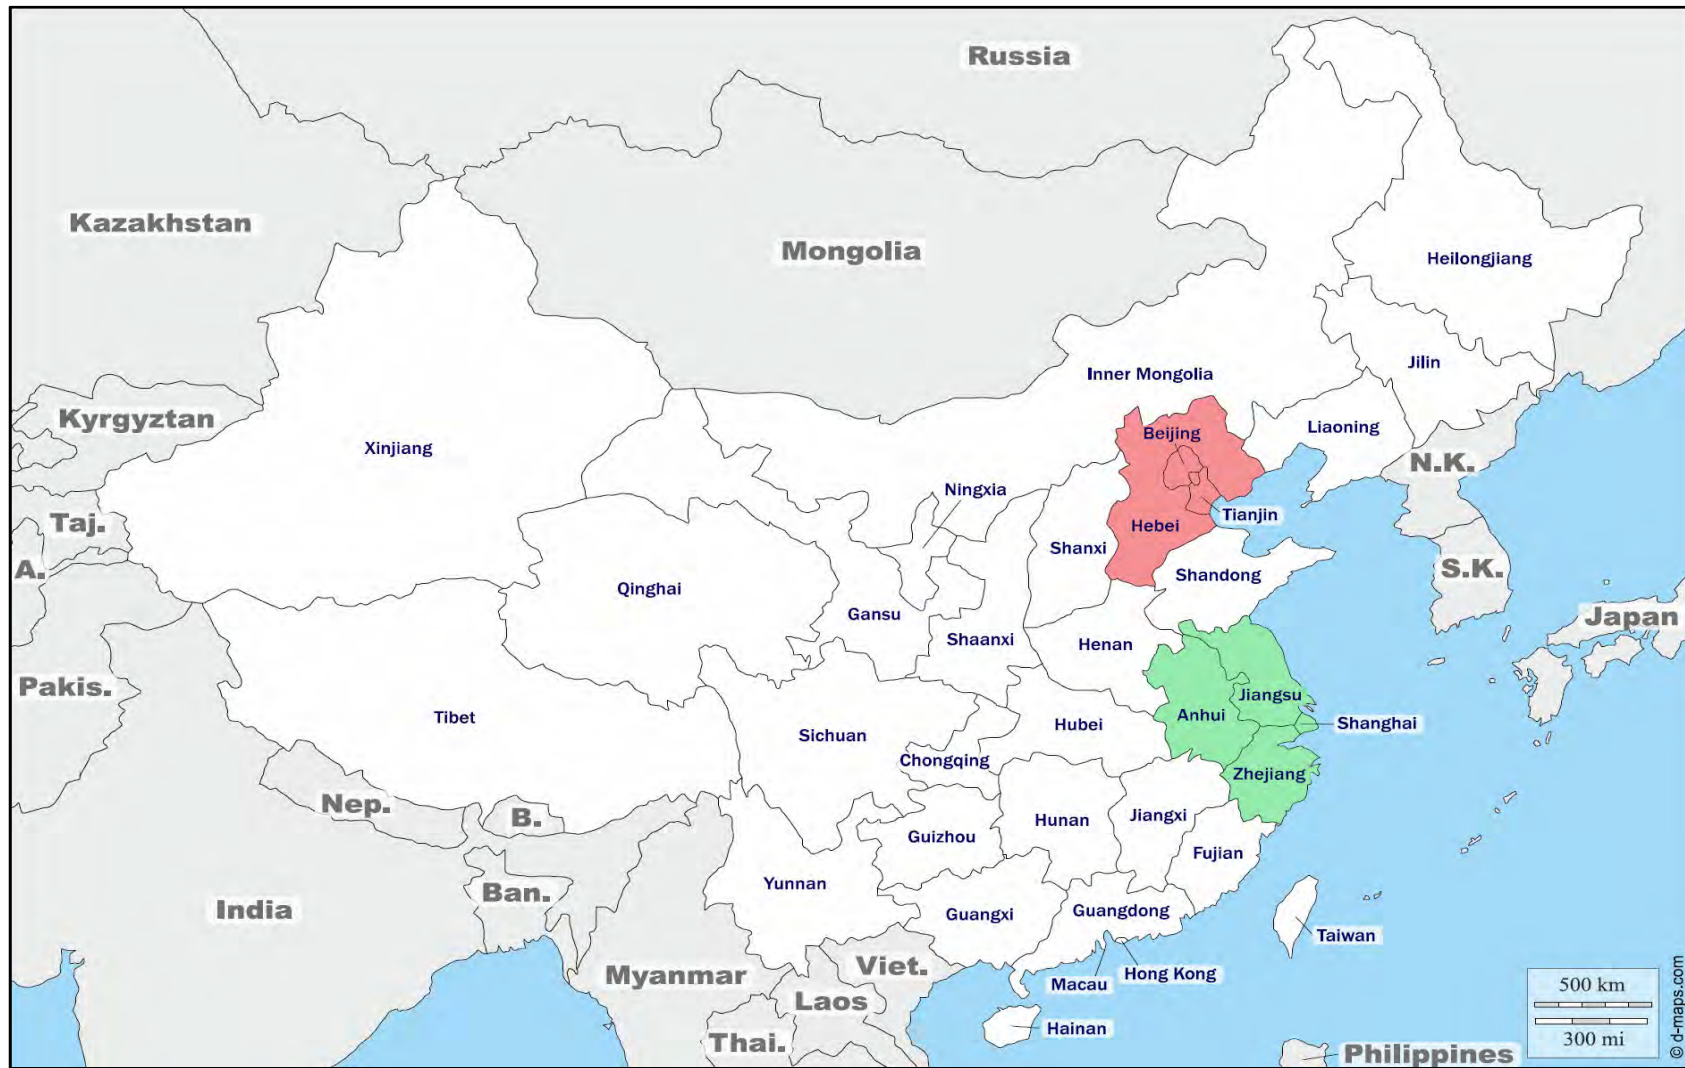 Russia
Kazakhstan
Mongolia
Heilongjiang
Jilin
Inner Mongolia
Kyrgyztan
Liaoning
Beijing
Xinjiang
N.K.
Ningxia
Taj.
Tianjin
Hebei
Shanxi
A.
S.K.
Shandong
Qinghai
Gansu
Japan
Shaanxi
Henan
Pakis.
Jiangsu
Tibet
Anhui
Shanghai
Hubei
Sichuan
Chongqing
Zhejiang
Nep.
B.
Hunan
Jiangxi
Guizhou
Fujian
Yunnan
Ban.
India
Guangxi
Guangdong
Taiwan
Viet.
Myanmar
Hong Kong
Macau
500 km
Laos
Hainan
300 mi
Thai.
Philippines
© d-maps.com